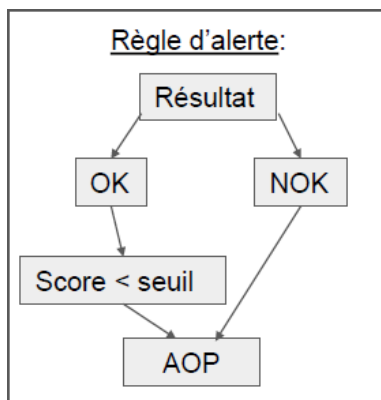 Règle d'alerte:
Résultat
OK
NOK
Score < seuil
AOP